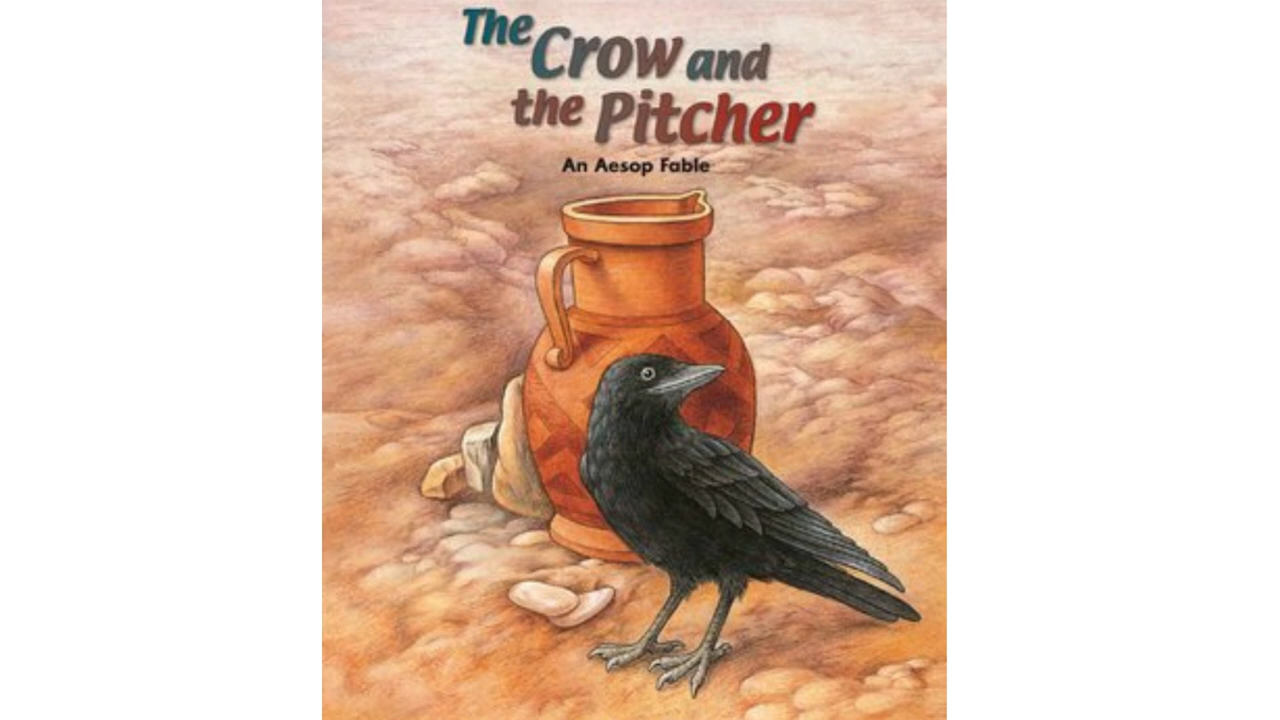 The Crow and
the Pitcher
An Aesop Fable